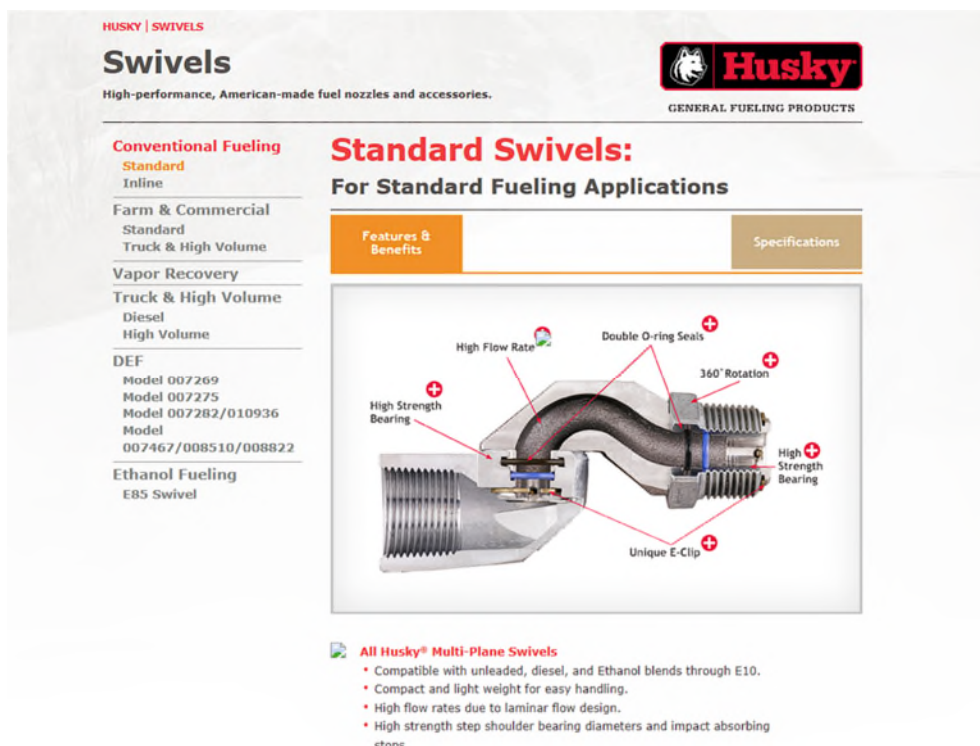 HUSKY | SWIVELS
Swivels
High-performance, American-made fuel nozzles and accessories.
Husky
GENERAL FUELING PRODUCTS
Conventional Fueling
Standard
Inline
Farm & Commercial
Standard
Truck & High Volume
Vapor Recovery
Truck & High Volume
Diesel
High Volume
DEF
Model 007269
Model 007275
Model 007282/010936
Model
007467/008510/008822
Ethanol Fueling
E85 Swivel
Standard Swivels:
For Standard Fueling Applications
Features &
Benefits
Specifications
High Flow Rate
Double O-ring Seals
360°Rotation
High Strength
Bearing
High
Strength
Bearing
Unique E-Clip
All Husky® Multi-Plane Swivels
• Compatible with unleaded, diesel, and Ethanol blends through E10.
• Compact and light weight for easy handling.
• High flow rates due to laminar flow design.
• High strength step shoulder bearing diameters and impact absorbing
stops